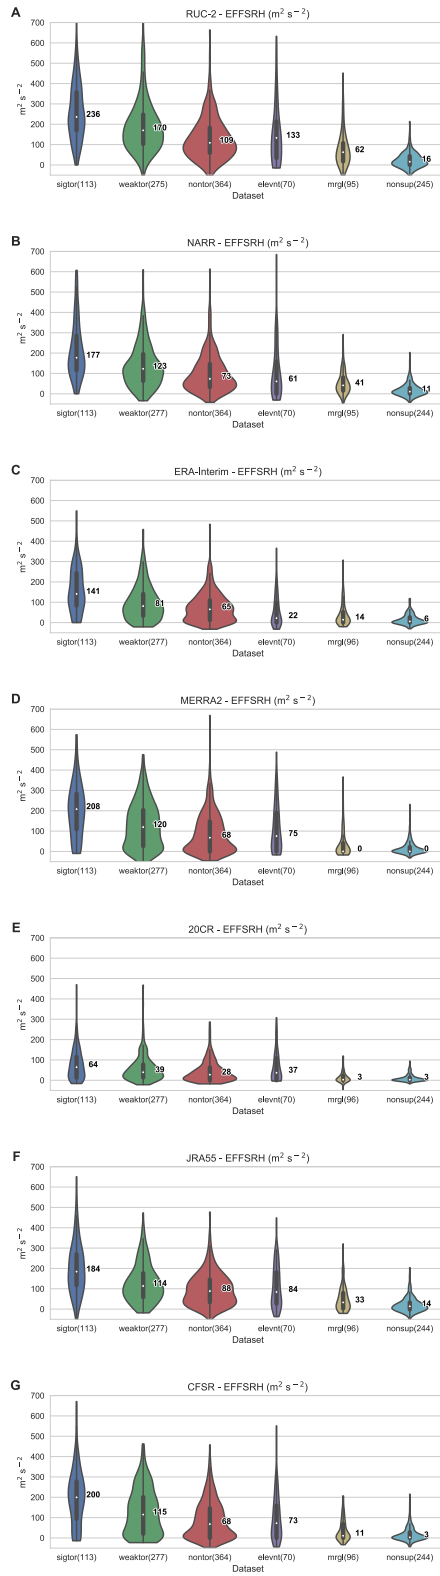 A
RUC-2 - EFFSRH (m² s⁻²)
m² s⁻²
700
600
500
400
300
200
100
0
236
170
109
133
62
16
sigtor(113) weaktor(275) nontor(364) elevnt(70) mrgl(95) nonsup(245)
Dataset
B
NARR - EFFSRH (m² s⁻²)
m² s⁻²
700
600
500
400
300
200
100
0
177
123
73
61
41
11
sigtor(113) weaktor(277) nontor(364) elevnt(70) mrgl(95) nonsup(244)
Dataset
C
ERA-Interim - EFFSRH (m² s⁻²)
m² s⁻²
700
600
500
400
300
200
100
0
141
81
65
22
14
6
sigtor(113) weaktor(277) nontor(364) elevnt(70) mrgl(96) nonsup(244)
Dataset
D
MERRA2 - EFFSRH (m² s⁻²)
m² s⁻²
700
600
500
400
300
200
100
0
208
120
68
75
0
0
sigtor(113) weaktor(277) nontor(364) elevnt(70) mrgl(96) nonsup(244)
Dataset
E
20CR - EFFSRH (m² s⁻²)
m² s⁻²
700
600
500
400
300
200
100
0
64
39
28
37
3
3
sigtor(113) weaktor(277) nontor(364) elevnt(70) mrgl(96) nonsup(244)
Dataset
F
JRA55 - EFFSRH (m² s⁻²)
m² s⁻²
700
600
500
400
300
200
100
0
184
114
88
84
33
14
sigtor(113) weaktor(277) nontor(364) elevnt(70) mrgl(96) nonsup(244)
Dataset
G
CFSR - EFFSRH (m² s⁻²)
m² s⁻²
700
600
500
400
300
200
100
0
200
115
68
73
11
3
sigtor(113) weaktor(277) nontor(364) elevnt(70) mrgl(96) nonsup(244)
Dataset